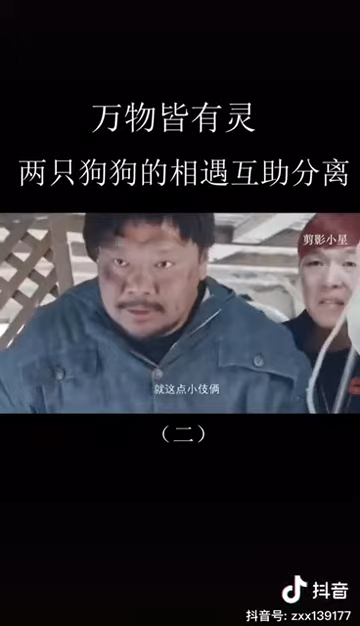 万物皆有灵
两只狗狗的相遇互助分离
剪影小星
就这点小伎俩
（二）
抖音
抖音号: zxx139177